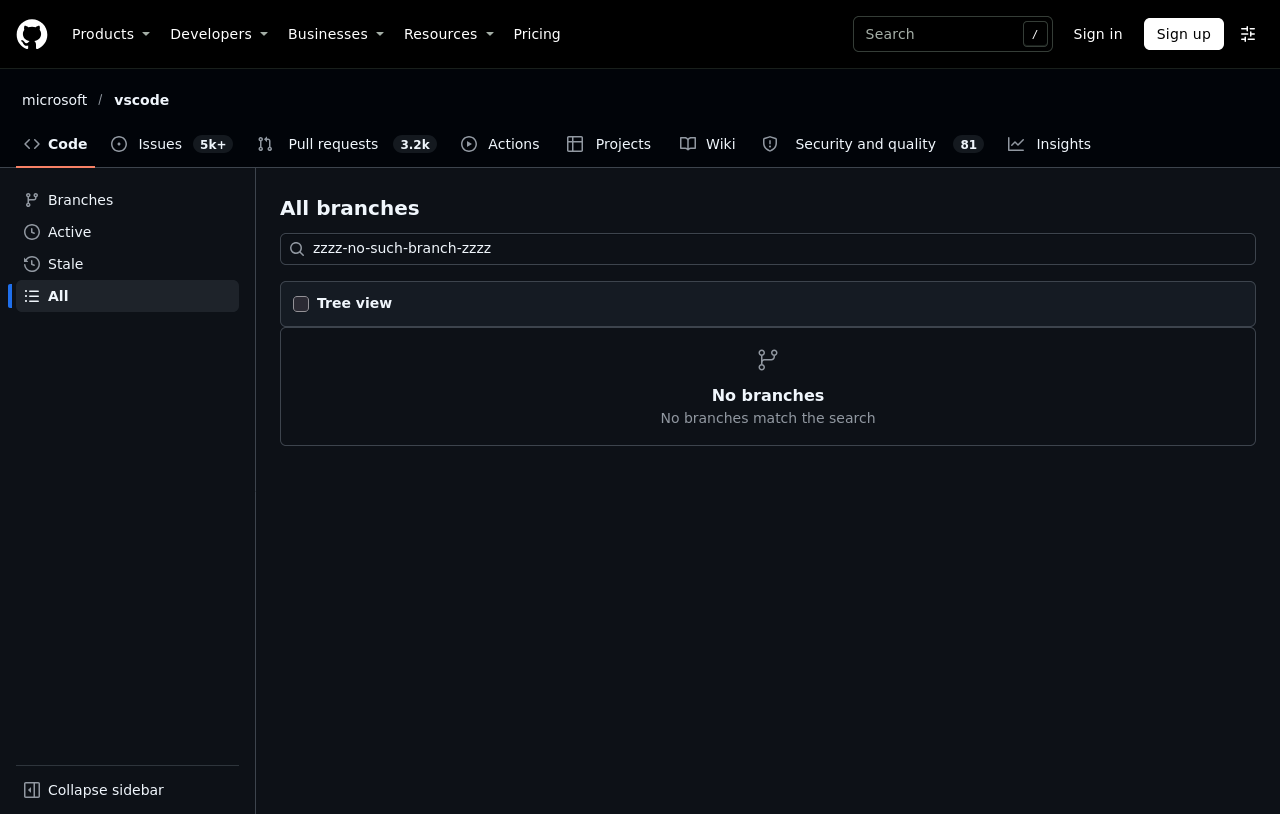 Products Developers Businesses Resources Pricing Search / Sign in Sign up
microsoft / vscode
Code Issues 5k+ Pull requests 3.2k Actions Projects Wiki Security and quality 81 Insights
Branches
Active
Stale
All
All branches
zzzz-no-such-branch-zzzz
Tree view
No branches
No branches match the search
Collapse sidebar